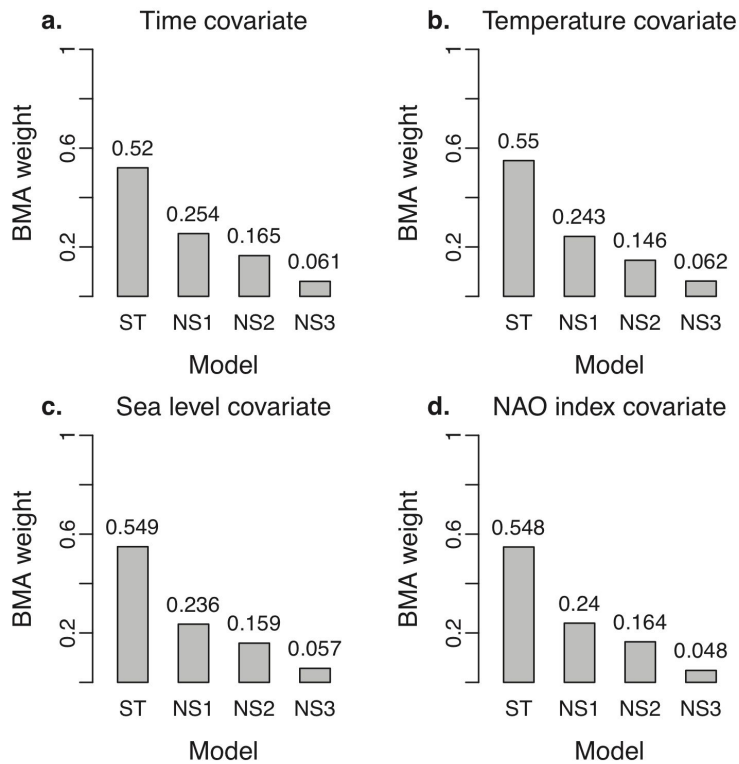 a. Time covariate
BMA weight
1
0.6
0.2
0.52
0.254
0.165
0.061
ST NS1 NS2 NS3
Model
b. Temperature covariate
BMA weight
1
0.6
0.2
0.55
0.243
0.146
0.062
ST NS1 NS2 NS3
Model
c. Sea level covariate
BMA weight
1
0.6
0.2
0.549
0.236
0.159
0.057
ST NS1 NS2 NS3
Model
d. NAO index covariate
BMA weight
1
0.6
0.2
0.548
0.24
0.164
0.048
ST NS1 NS2 NS3
Model